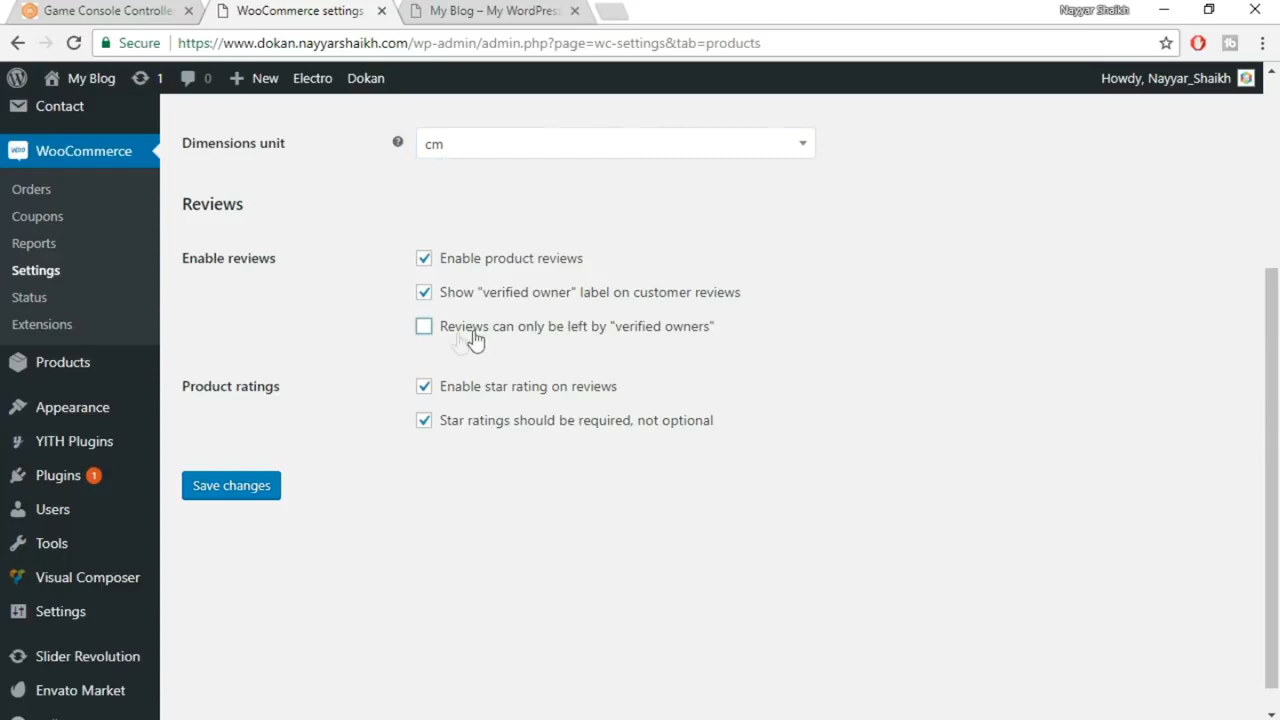 Game Console Controlle
WooCommerce settings
My Blog – My WordPres
Nayyar Shaikh
Secure
https://www.dokan.nayyarshaikh.com/wp-admin/admin.php?page=wc-settings&tab=products
My Blog
1
0
New
Electro
Dokan
Howdy, Nayyar_Shaikh
Contact
WooCommerce
Orders
Coupons
Reports
Settings
Status
Extensions
Products
Appearance
YITH Plugins
Plugins 1
Users
Tools
Visual Composer
Settings
Slider Revolution
Envato Market
Dimensions unit
cm
Reviews
Enable reviews
Enable product reviews
Show "verified owner" label on customer reviews
Reviews can only be left by "verified owners"
Product ratings
Enable star rating on reviews
Star ratings should be required, not optional
Save changes